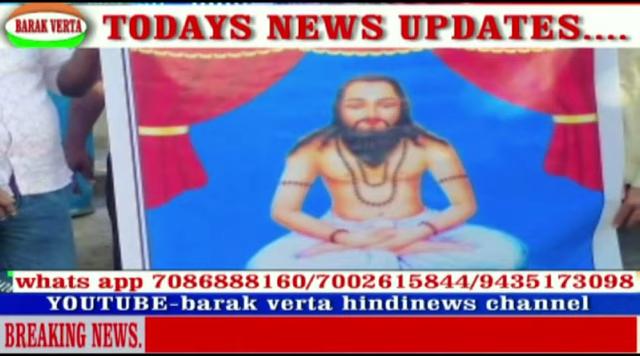 BARAK VERTA
TODAYS NEWS UPDATES....
whats app 7086888160/7002615844/9435173098
YOUTUBE-barak verta hindinews channel
BREAKING NEWS.